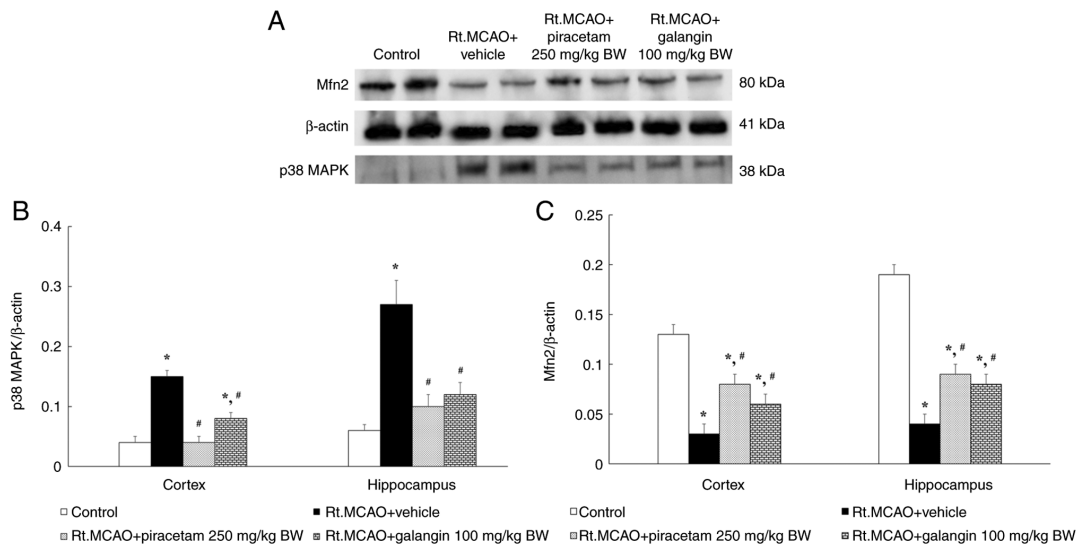 A
Control
Rt.MCAO+
vehicle
Rt.MCAO+
piracetam
250 mg/kg BW
Rt.MCAO+
galangin
100 mg/kg BW
Mfn2
80 kDa
β-actin
41 kDa
p38 MAPK
38 kDa
B
p38 MAPK/β-actin
0.4
0.3
0.2
0.1
0
*
#
*, #
*
#
#
Cortex
Hippocampus
Control
Rt.MCAO+vehicle
Rt.MCAO+piracetam 250 mg/kg BW
Rt.MCAO+galangin 100 mg/kg BW
C
Mfn2/β-actin
0.25
0.2
0.15
0.1
0.05
0
*
*, #
*, #
*
*, #
*, #
Cortex
Hippocampus
Control
Rt.MCAO+vehicle
Rt.MCAO+piracetam 250 mg/kg BW
Rt.MCAO+galangin 100 mg/kg BW